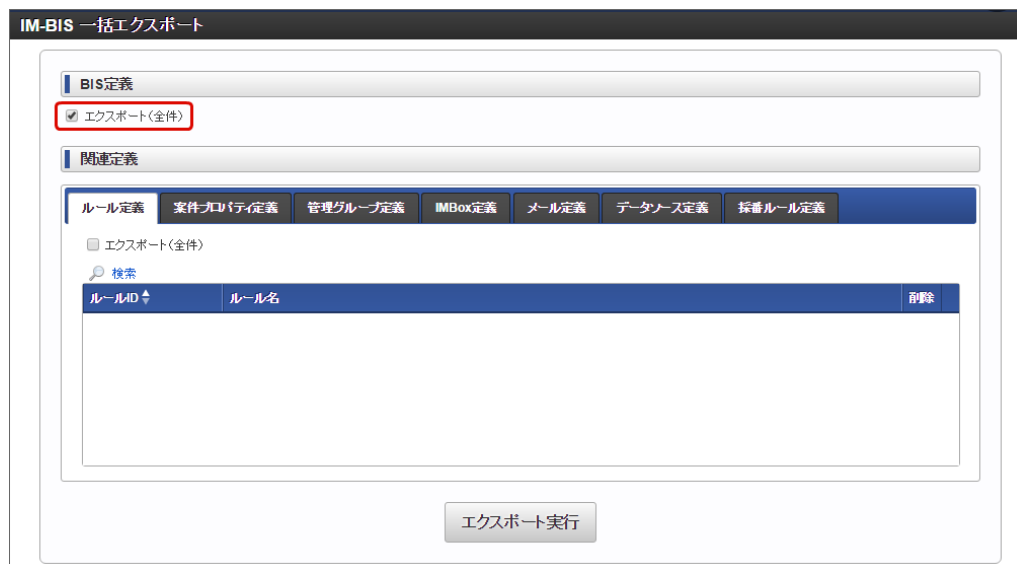 IM-BIS 一括エクスポート
BIS定義
エクスポート(全件)
関連定義
ルール定義 案件プロパティ定義 管理グループ定義 IMBox定義 メール定義 データソース定義 採番ルール定義
エクスポート(全件)
検索
ルールID ルール名 削除
エクスポート実行